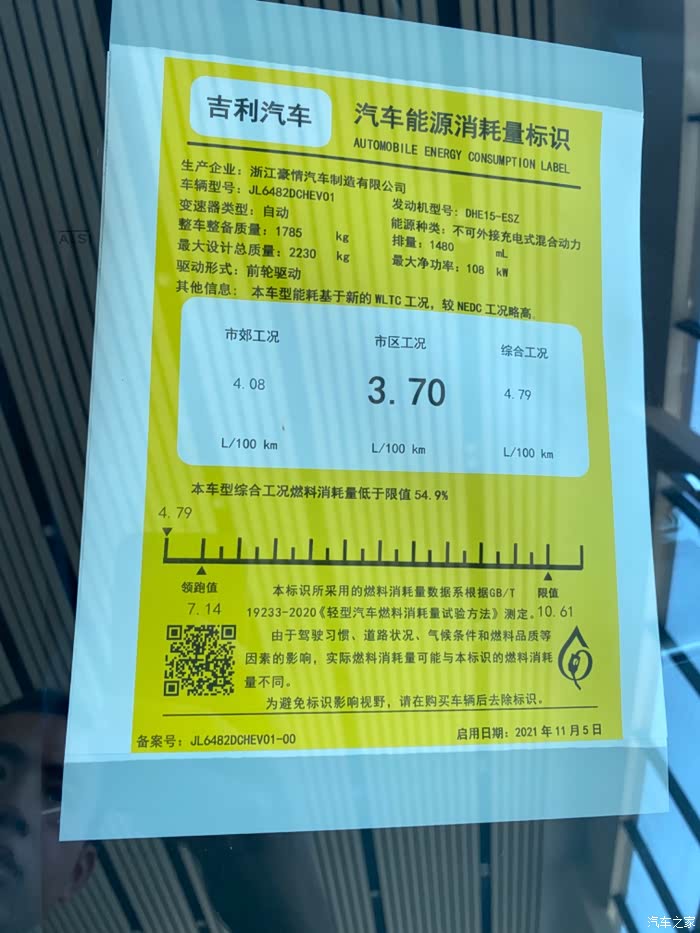 吉利汽车
汽车能源消耗量标识
AUTOMOBILE ENERGY CONSUMPTION LABEL
生产企业：浙江豪情汽车制造有限公司
车辆型号：JL6482DCHEV01
发动机型号：DHE15-ESZ
变速器类型：自动
能源种类：不可外接充电式混合动力
整车整备质量：1785 kg
排量：1480 mL
最大设计总质量：2230 kg
最大净功率：108 kW
驱动形式：前轮驱动
其他信息：本车型能耗基于新的WLTC工况，较NEDC工况略高。
市郊工况
市区工况
综合工况
4.08
3.70
4.79
L/100 km
L/100 km
L/100 km
本车型综合工况燃料消耗量低于限值54.9%
4.79
领跑值
7.14
限值
10.61
本标识所采用的燃料消耗量数据系根据GB/T
19233-2020《轻型汽车燃料消耗量试验方法》测定。
由于驾驶习惯、道路状况、气候条件和燃料品质等
因素的影响，实际燃料消耗量可能与本标识的燃料消耗
量不同。
为避免标识影响视野，请在购买车辆后去除标识。
备案号：JL6482DCHEV01-00
启用日期：2021年11月5日
汽车之家